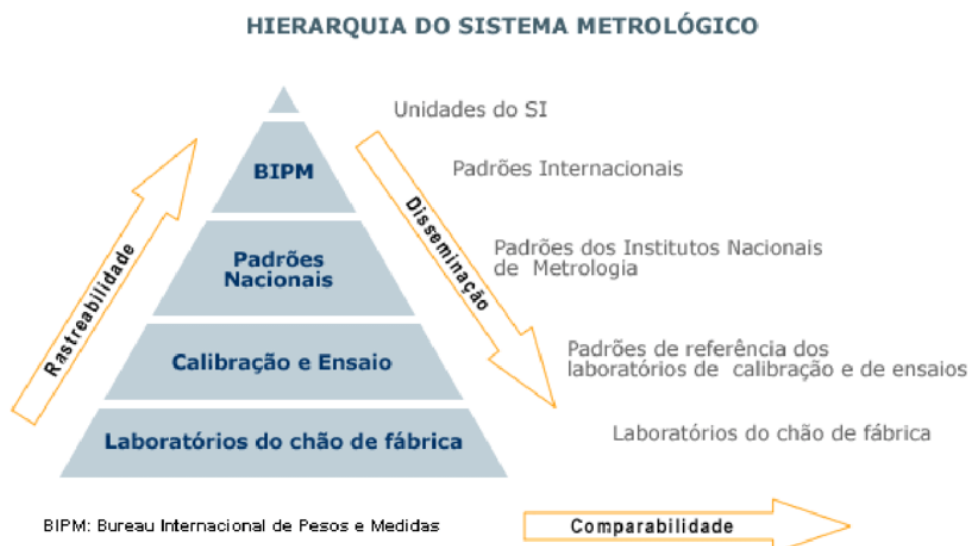 HIERARQUIA DO SISTEMA METROLÓGICO
Unidades do SI
BIPM
Padrões Internacionais
Rastreabilidade
Disseminação
Padrões
Nacionais
Padrões dos Institutos Nacionais
de Metrologia
Calibração e Ensaio
Padrões de referência dos
laboratórios de calibração e de ensaios
Laboratórios do chão de fábrica
Laboratórios do chão de fábrica
BIPM: Bureau Internacional de Pesos e Medidas
Comparabilidade